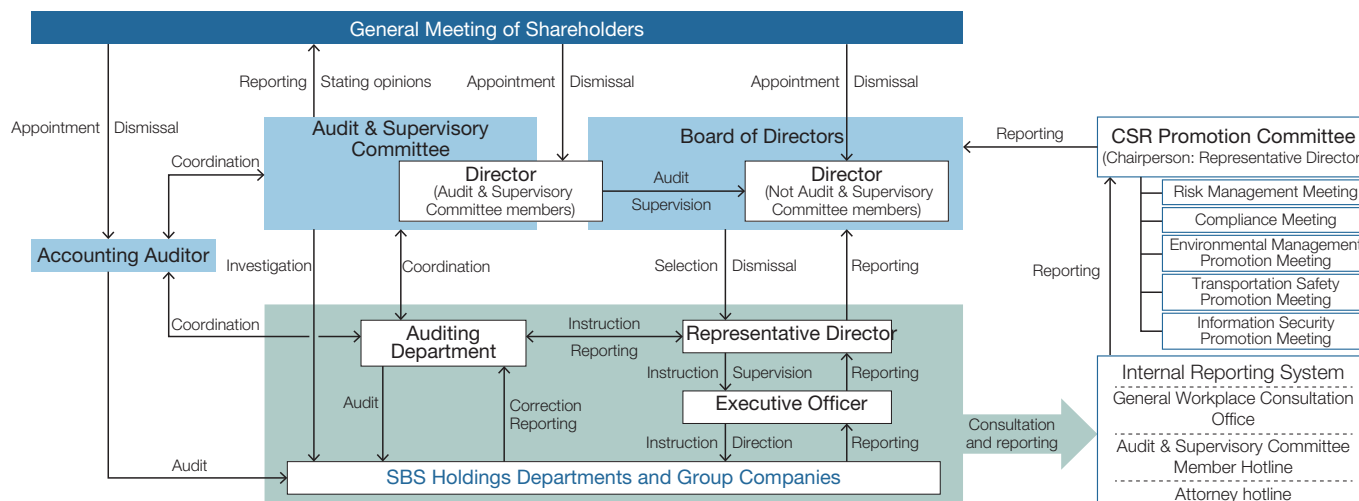 General Meeting of Shareholders
Reporting
Stating opinions
Appointment
Dismissal
Appointment
Dismissal
Appointment
Dismissal
Audit & Supervisory
Committee
Board of Directors
Reporting
CSR Promotion Committee
(Chairperson: Representative Director
Coordination
Director
(Audit & Supervisory
Committee members)
Audit
Supervision
Director
(Not Audit & Supervisory
Committee members)
Risk Management Meeting
Compliance Meeting
Environmental Management
Promotion Meeting
Transportation Safety
Promotion Meeting
Information Security
Promotion Meeting
Accounting Auditor
Investigation
Coordination
Selection
Dismissal
Reporting
Reporting
Coordination
Auditing
Department
Instruction
Reporting
Representative Director
Instruction
Supervision
Reporting
Internal Reporting System
General Workplace Consultation
Office
Audit & Supervisory Committee
Member Hotline
Attorney hotline
Audit
Correction
Reporting
Executive Officer
Consultation
and reporting
Instruction
Direction
Reporting
Audit
SBS Holdings Departments and Group Companies